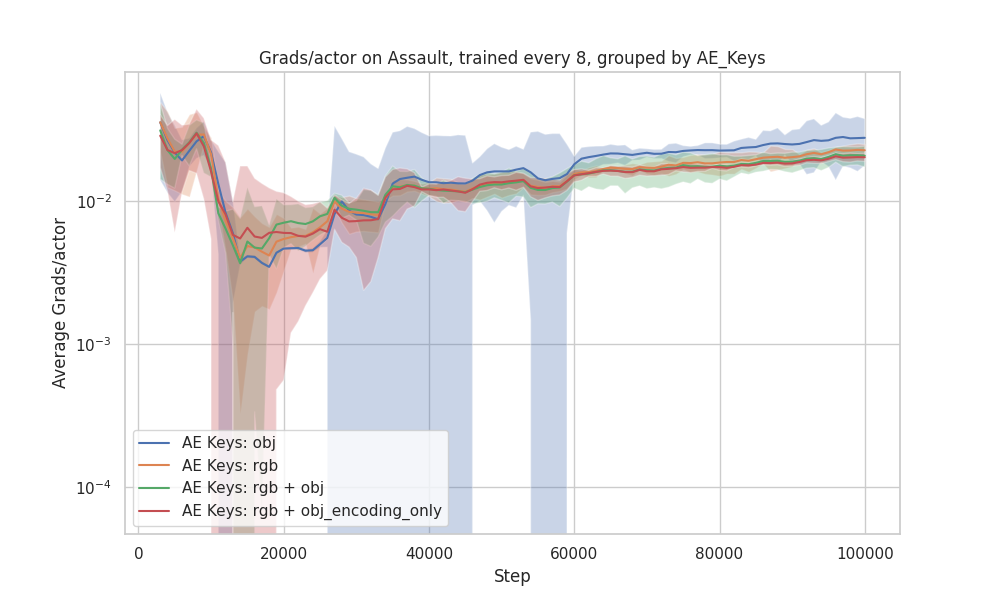 Grads/actor on Assault, trained every 8, grouped by AE_Keys
Average Grads/actor
10⁻²
10⁻³
10⁻⁴
AE Keys: obj
AE Keys: rgb
AE Keys: rgb + obj
AE Keys: rgb + obj_encoding_only
0 20000 40000 60000 80000 100000
Step